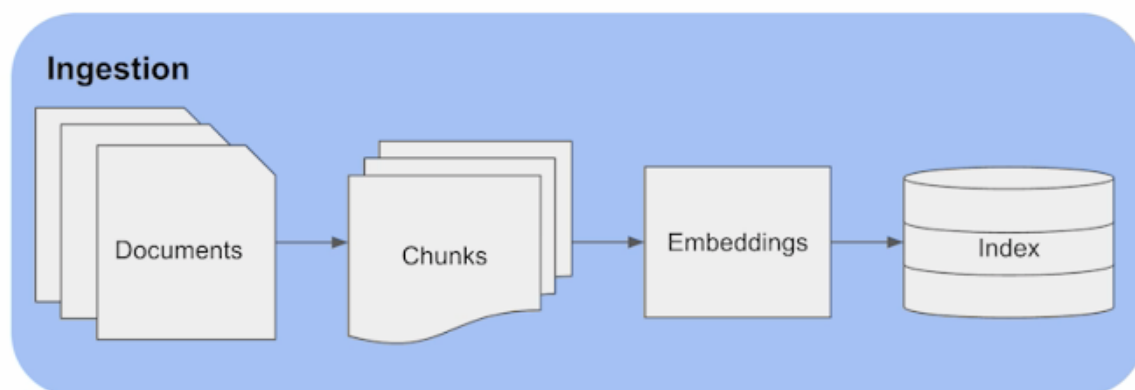 Ingestion
Documents
Chunks
Embeddings
Index